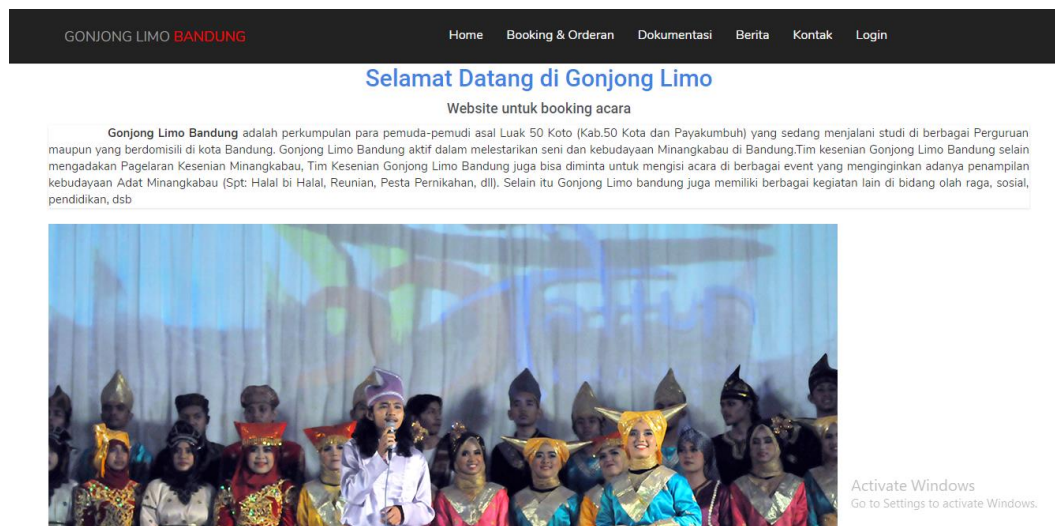 GONJONG LIMO BANDUNG Home Booking & Orderan Dokumentasi Berita Kontak Login
Selamat Datang di Gonjong Limo
Website untuk booking acara
Gonjong Limo Bandung adalah perkumpulan para pemuda-pemudi asal Luak 50 Koto (Kab.50 Kota dan Payakumbuh) yang sedang menjalani studi di berbagai Perguruan
maupun yang berdomisili di kota Bandung. Gonjong Limo Bandung aktif dalam melestarikan seni dan kebudayaan Minangkabau di Bandung.Tim kesenian Gonjong Limo Bandung selain
mengadakan Pagelaran Kesenian Minangkabau, Tim Kesenian Gonjong Limo Bandung juga bisa diminta untuk mengisi acara di berbagai event yang menginginkan adanya penampilan
kebudayaan Adat Minangkabau (Spt: Halal bi Halal, Reunian, Pesta Pernikahan, dll). Selain itu Gonjong Limo bandung juga memiliki berbagai kegiatan lain di bidang olah raga, sosial,
pendidikan, dsb
Activate Windows
Go to Settings to activate Windows.